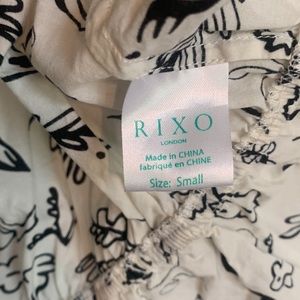 RIXO
LONDON
Made in CHINA
fabriqué en CHINE
Size: Small